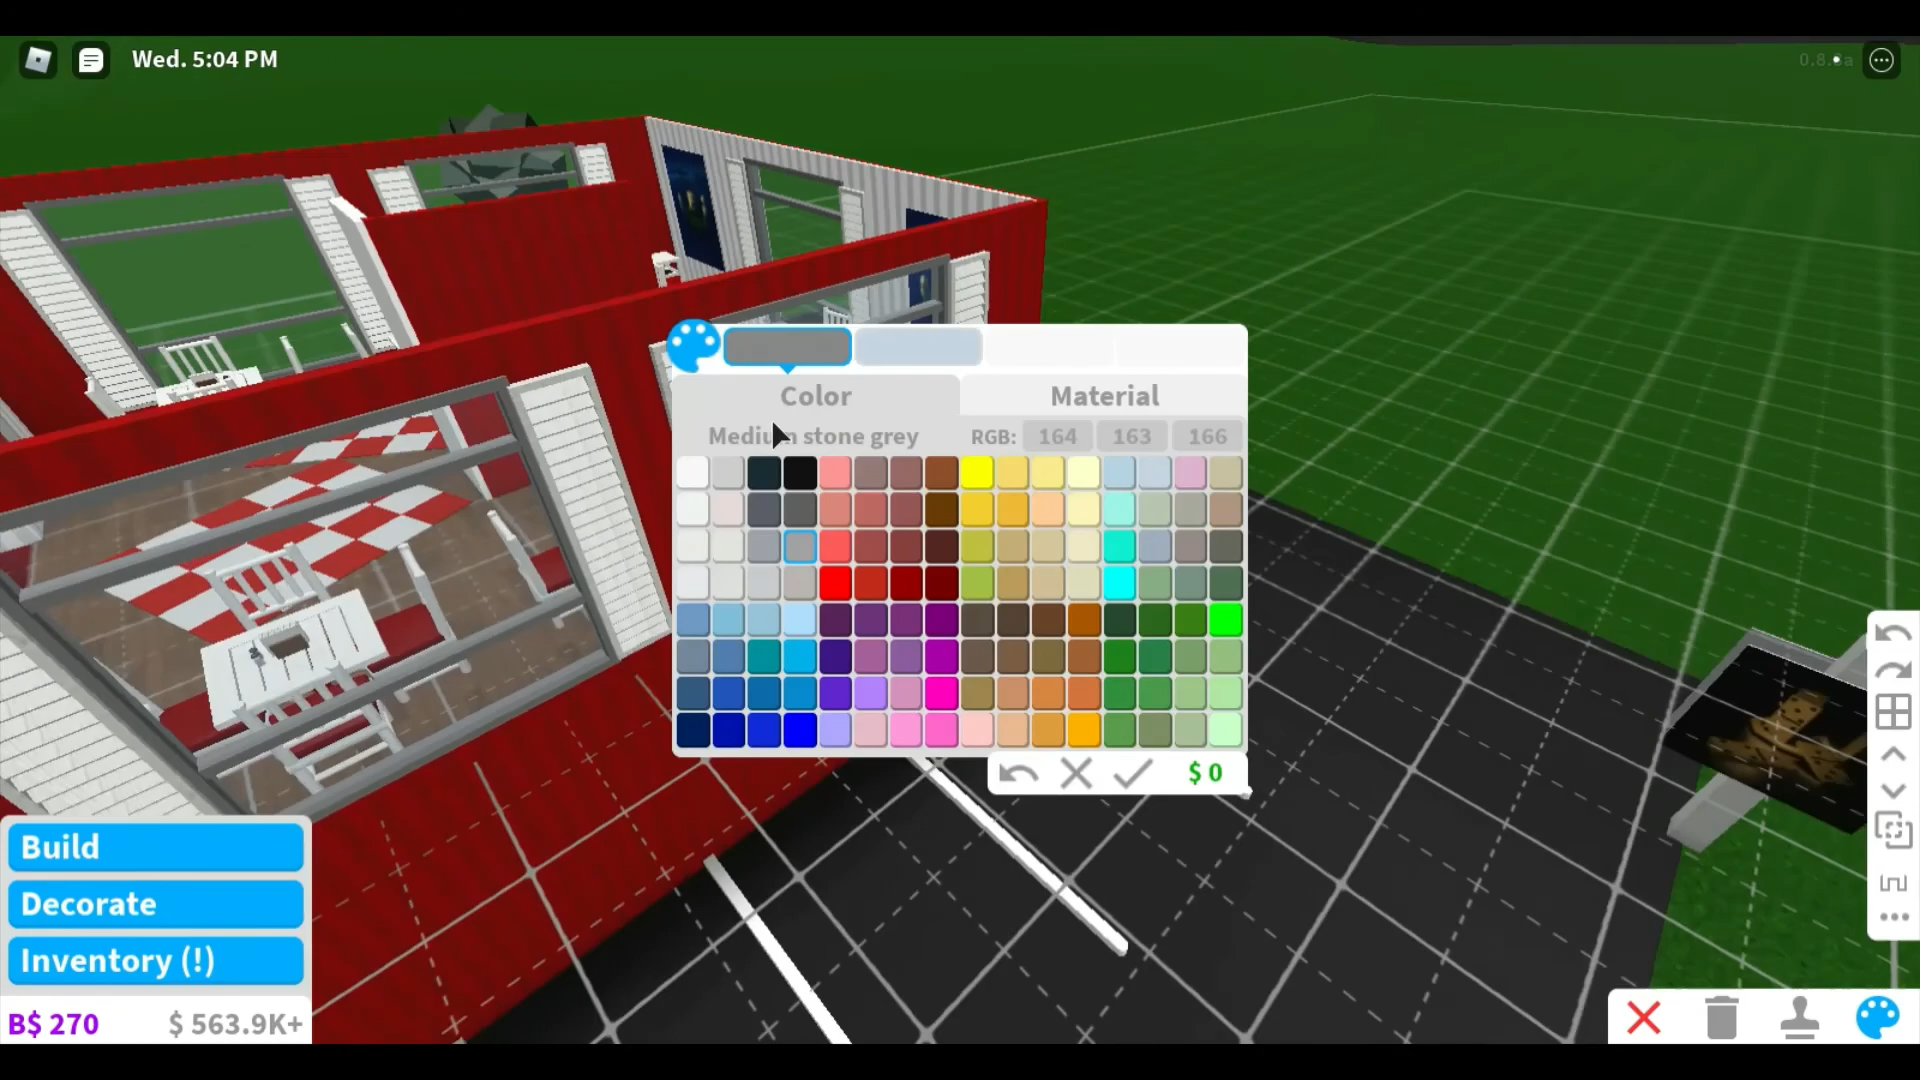 Wed. 5:04 PM
Color
Material
Medium stone grey
RGB: 164 163 166
$ 0
Build
Decorate
Inventory (!)
B$ 270
$ 563.9K+